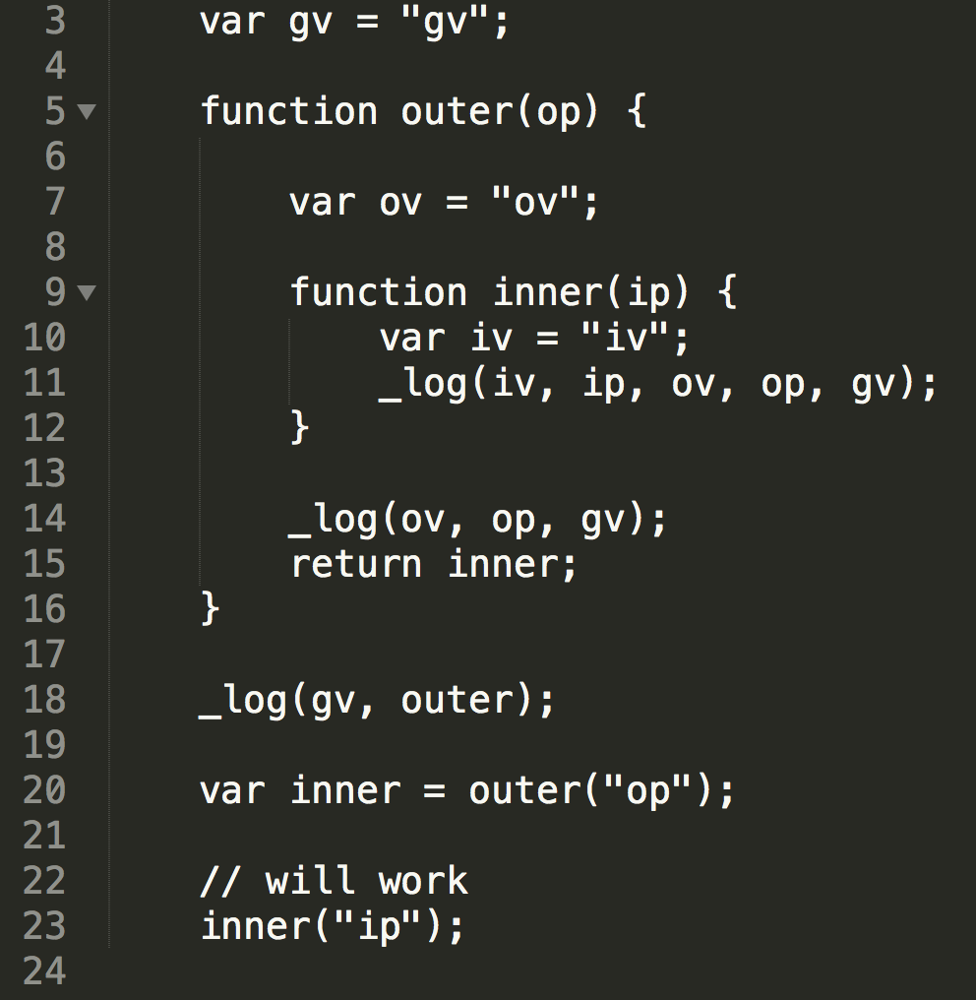 3 var gv = "gv";
4
5 function outer(op) {
6
7 var ov = "ov";
8
9 function inner(ip) {
10 var iv = "iv";
11 _log(iv, ip, ov, op, gv);
12 }
13
14 _log(ov, op, gv);
15 return inner;
16 }
17
18 _log(gv, outer);
19
20 var inner = outer("op");
21
22 // will work
23 inner("ip");
24